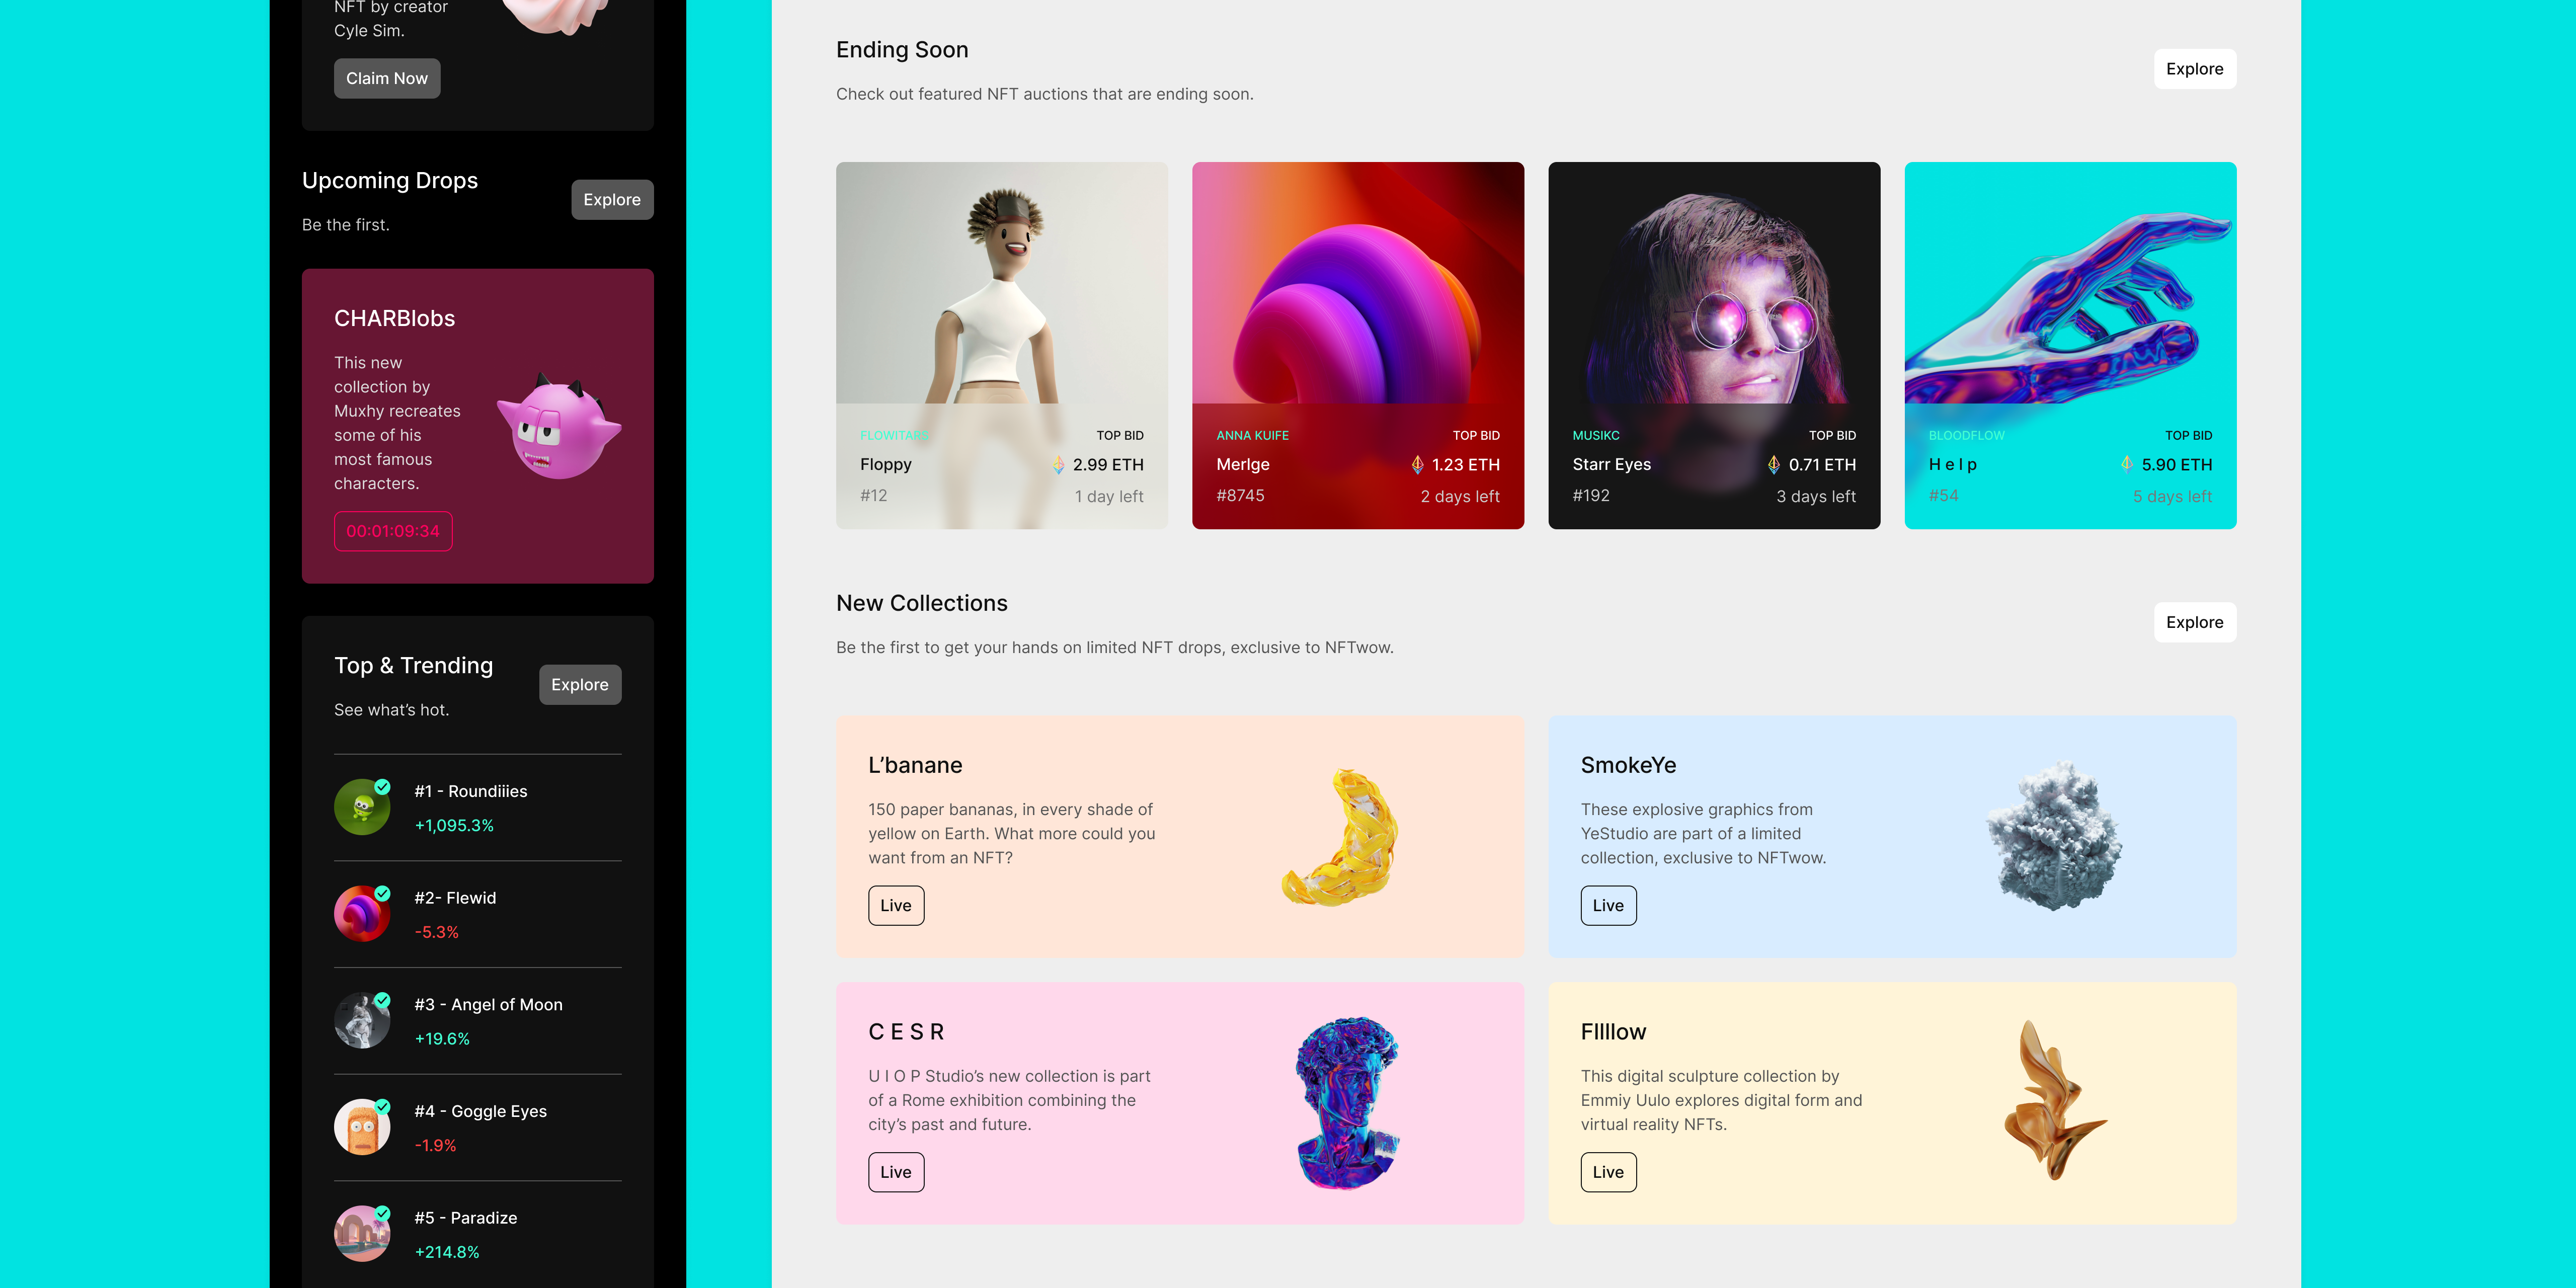 NFT by creator
Cyle Sim.
Claim Now
Upcoming Drops
Explore
Be the first.
CHARBlobs
This new
collection by
Muxhy recreates
some of his
most famous
characters.
00:01:09:34
Top & Trending
Explore
See what’s hot.
#1 - Roundiiies
+1,095.3%
#2- Flewid
-5.3%
#3 - Angel of Moon
+19.6%
#4 - Goggle Eyes
-1.9%
#5 - Paradize
+214.8%
Ending Soon
Explore
Check out featured NFT auctions that are ending soon.
FLOWITARD
TOP BID
Floppy
2.99 ETH
#12
1 day left
ANNA KUIFE
TOP BID
Merlge
1.23 ETH
#8745
2 days left
MUSIKC
TOP BID
Starr Eyes
0.71 ETH
#192
3 days left
BLOODFLOW
TOP BID
H e l p
5.90 ETH
#54
5 days left
New Collections
Explore
Be the first to get your hands on limited NFT drops, exclusive to NFTwow.
L’banane
150 paper bananas, in every shade of
yellow on Earth. What more could you
want from an NFT?
Live
SmokeYe
These explosive graphics from
YeStudio are part of a limited
collection, exclusive to NFTwow.
Live
C E S R
U I O P Studio’s new collection is part
of a Rome exhibition combining the
city’s past and future.
Live
Fllllow
This digital sculpture collection by
Emmiy Uulo explores digital form and
virtual reality NFTs.
Live